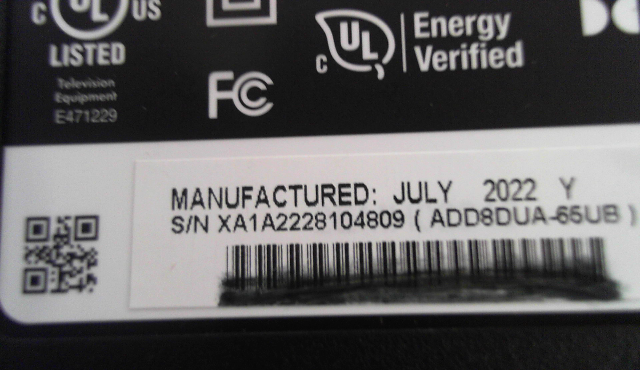 C UL US
LISTED
Television
Equipment
E471229
FC
C UL
Energy
Verified
MANUFACTURED: JULY 2022 Y
S/N XA1A2228104809 ( ADD8DUA-65UB )